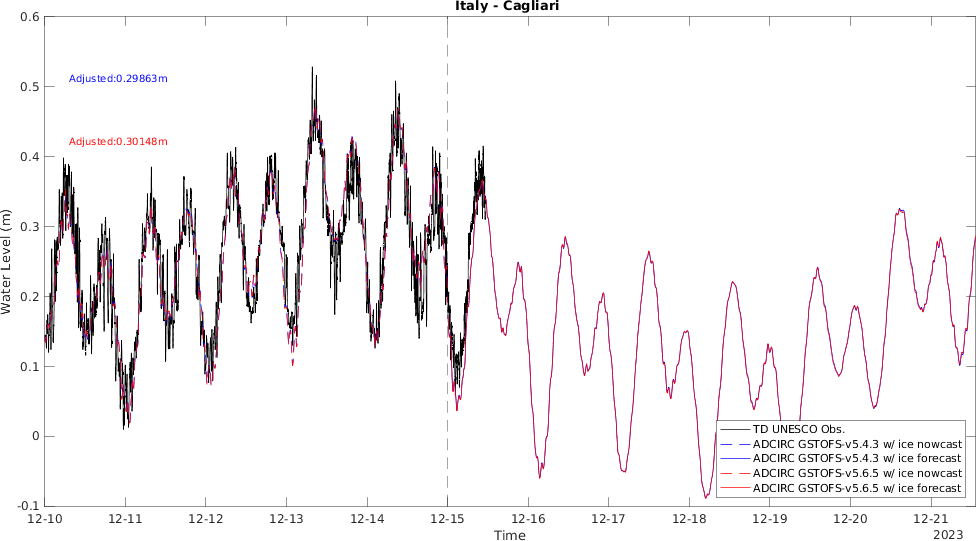 Italy - Cagliari
Water Level (m)
0.6
0.5
0.4
0.3
0.2
0.1
0
-0.1
Adjusted:0.29863m
Adjusted:0.30148m
TD UNESCO Obs.
ADCIRC GSTOFS-v5.4.3 w/ ice nowcast
ADCIRC GSTOFS-v5.4.3 w/ ice forecast
ADCIRC GSTOFS-v5.6.5 w/ ice nowcast
ADCIRC GSTOFS-v5.6.5 w/ ice forecast
12-10 12-11 12-12 12-13 12-14 12-15 12-16 12-17 12-18 12-19 12-20 12-21
Time
2023